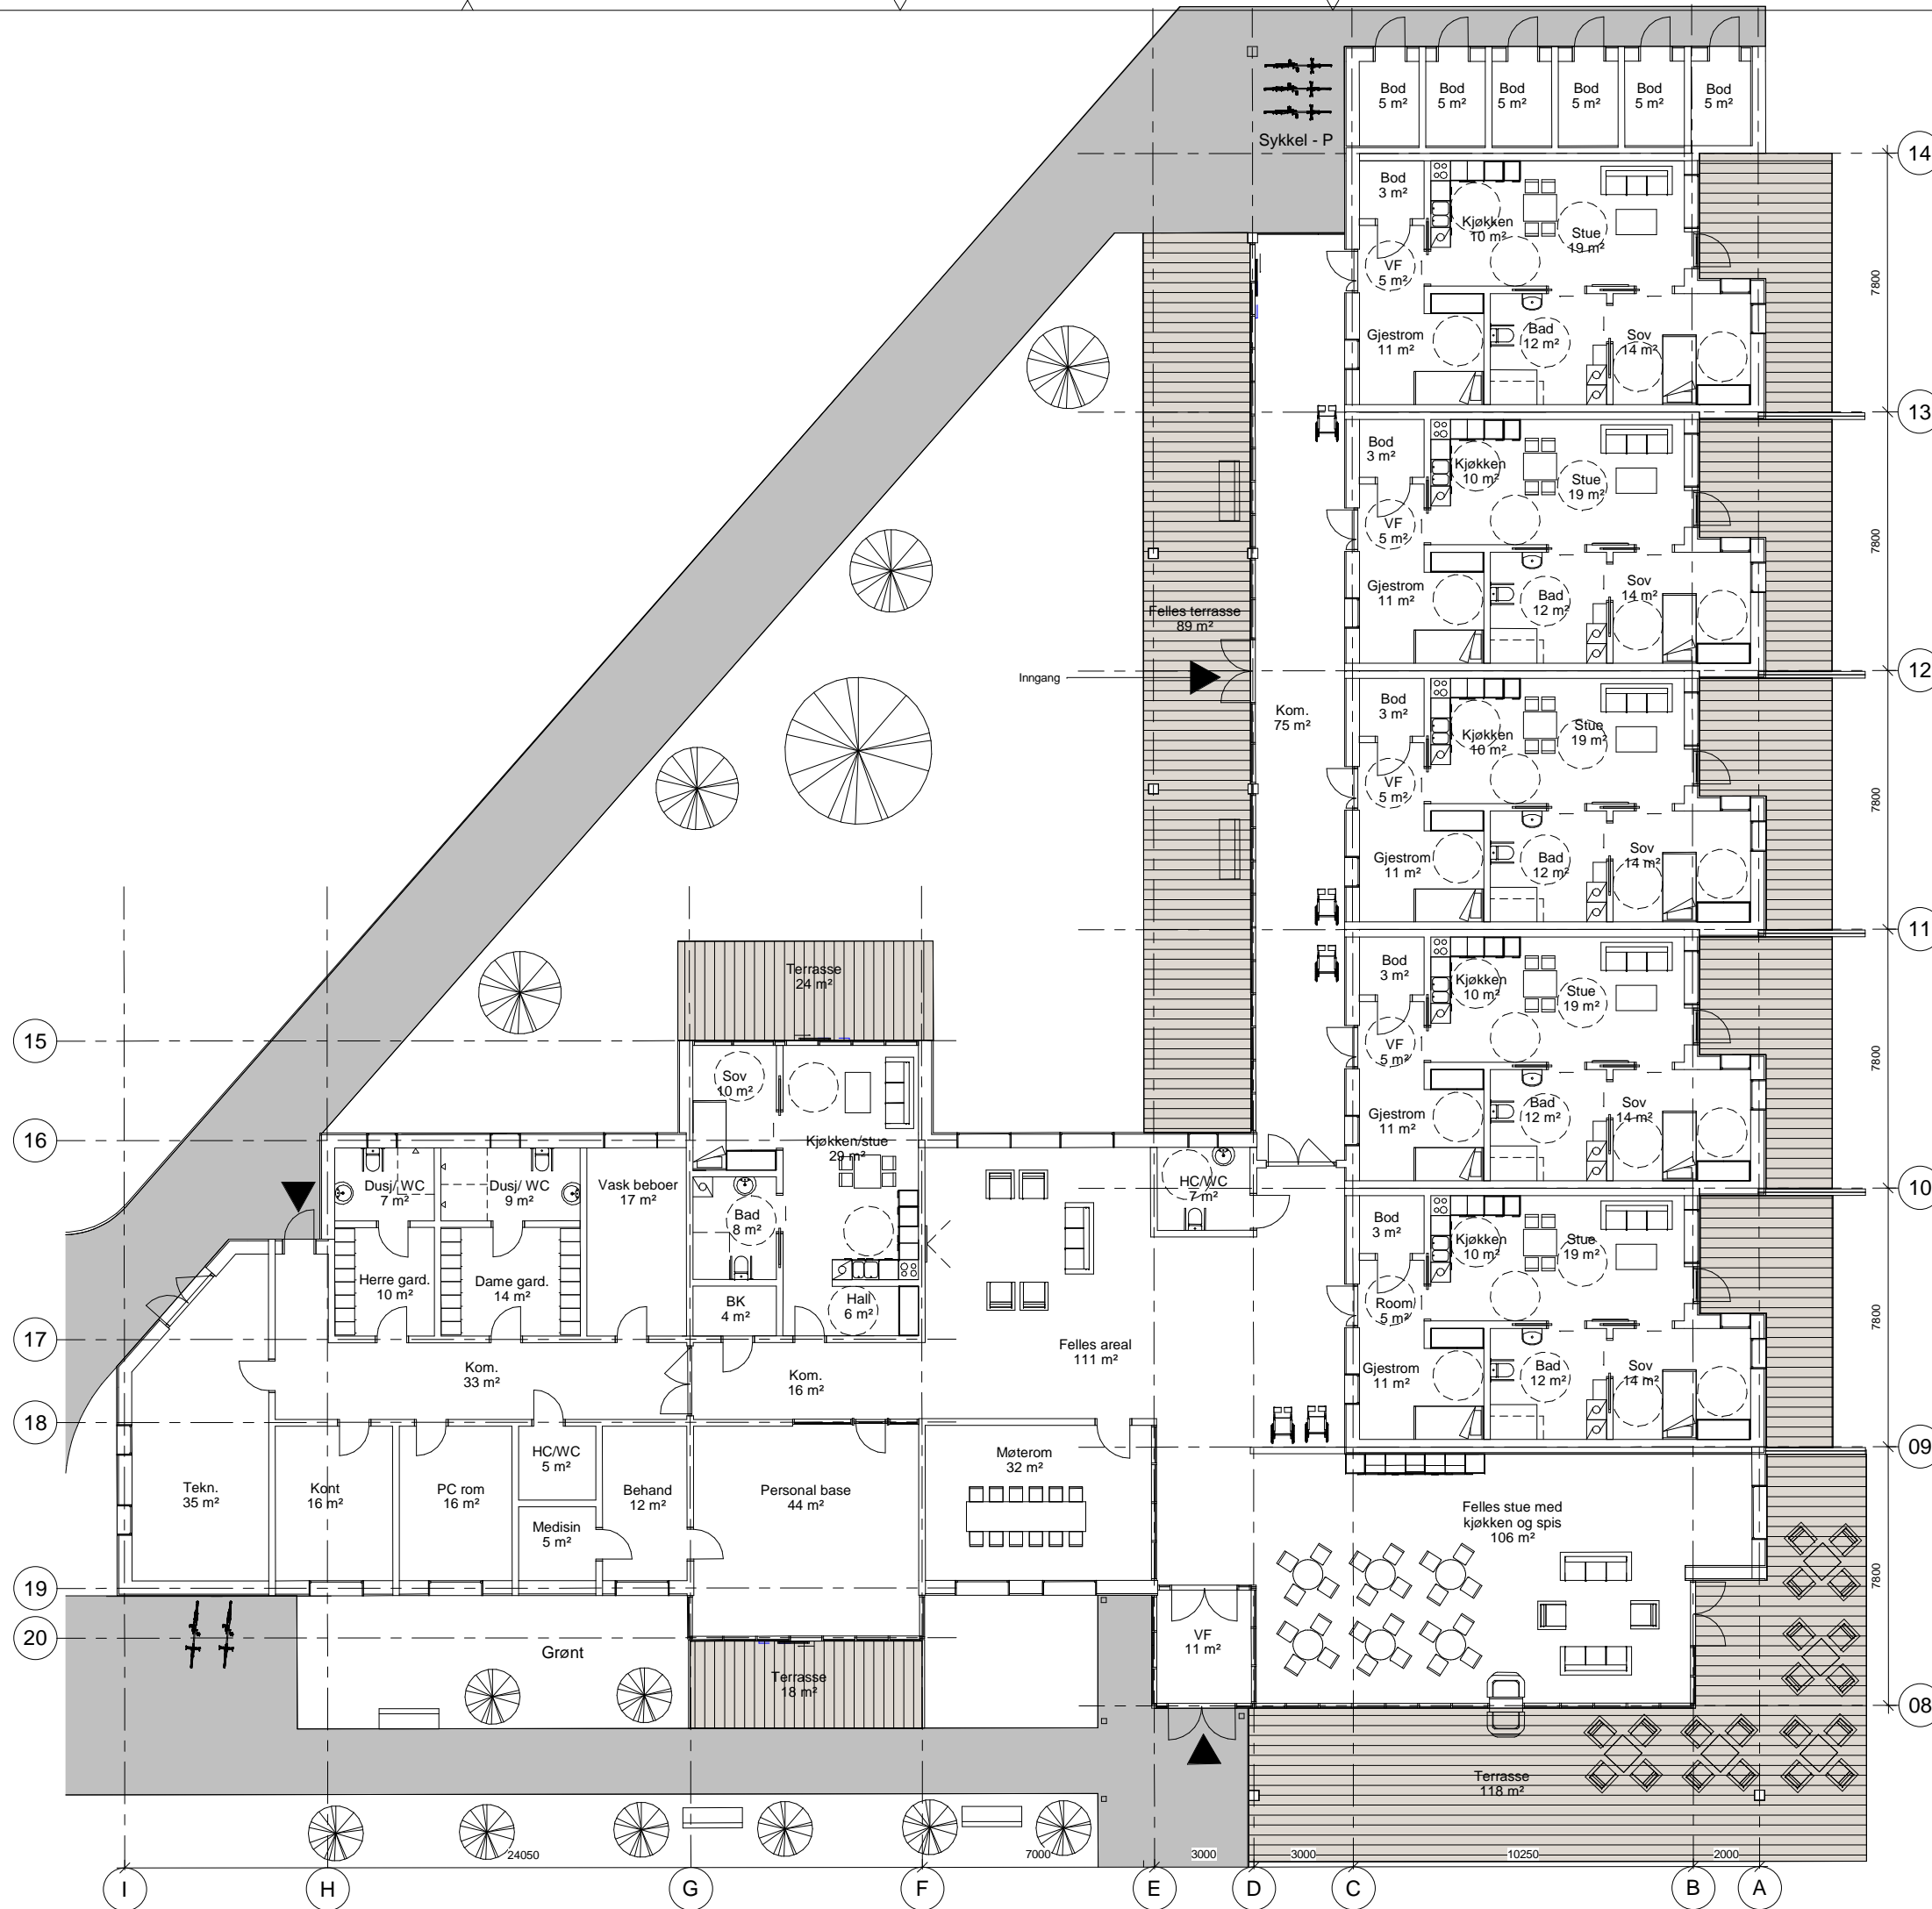 Bod
5 m²
Bod
5 m²
Bod
5 m²
Bod
5 m²
Bod
5 m²
Bod
5 m²
Sykkel - P
14
Bod
3 m²
Kjøkken
10 m²
Stue
19 m²
VF
5 m²
7800
Gjestrom
11 m²
Bad
12 m²
Sov
14 m²
13
Bod
3 m²
Kjøkken
10 m²
Stue
19 m²
VF
5 m²
7800
Gjestrom
11 m²
Bad
12 m²
Sov
14 m²
Felles terrasse
89 m²
12
Inngang
Kom.
75 m²
Bod
3 m²
Kjøkken
10 m²
Stue
19 m²
VF
5 m²
7800
Gjestrom
11 m²
Bad
12 m²
Sov
14 m²
11
Bod
3 m²
Kjøkken
10 m²
Stue
19 m²
VF
5 m²
7800
Gjestrom
11 m²
Bad
12 m²
Sov
14 m²
Terrasse
24 m²
15
Sov
10 m²
16
Kjøkken/stue
29 m²
Dusj/ WC
7 m²
Dusj/ WC
9 m²
Vask beboer
17 m²
HC/WC
7 m²
10
Bad
8 m²
Bod
3 m²
Kjøkken
10 m²
Stue
19 m²
Herre gard.
10 m²
Dame gard.
14 m²
BK
4 m²
Hall
6 m²
Room
5 m²
7800
17
Felles areal
111 m²
Kom.
33 m²
Kom.
16 m²
Gjestrom
11 m²
Bad
12 m²
Sov
14 m²
18
09
HC/WC
5 m²
Møterom
32 m²
Tekn.
35 m²
Kont
16 m²
PC rom
16 m²
Behand
12 m²
Personal base
44 m²
Medisin
5 m²
Felles stue med
kjøkken og spis
106 m²
7800
19
20
Grønt
VF
11 m²
Terrasse
18 m²
08
Terrasse
118 m²
24050
7000
3000
3000
10250
2000
I
H
G
F
E
D
C
B
A